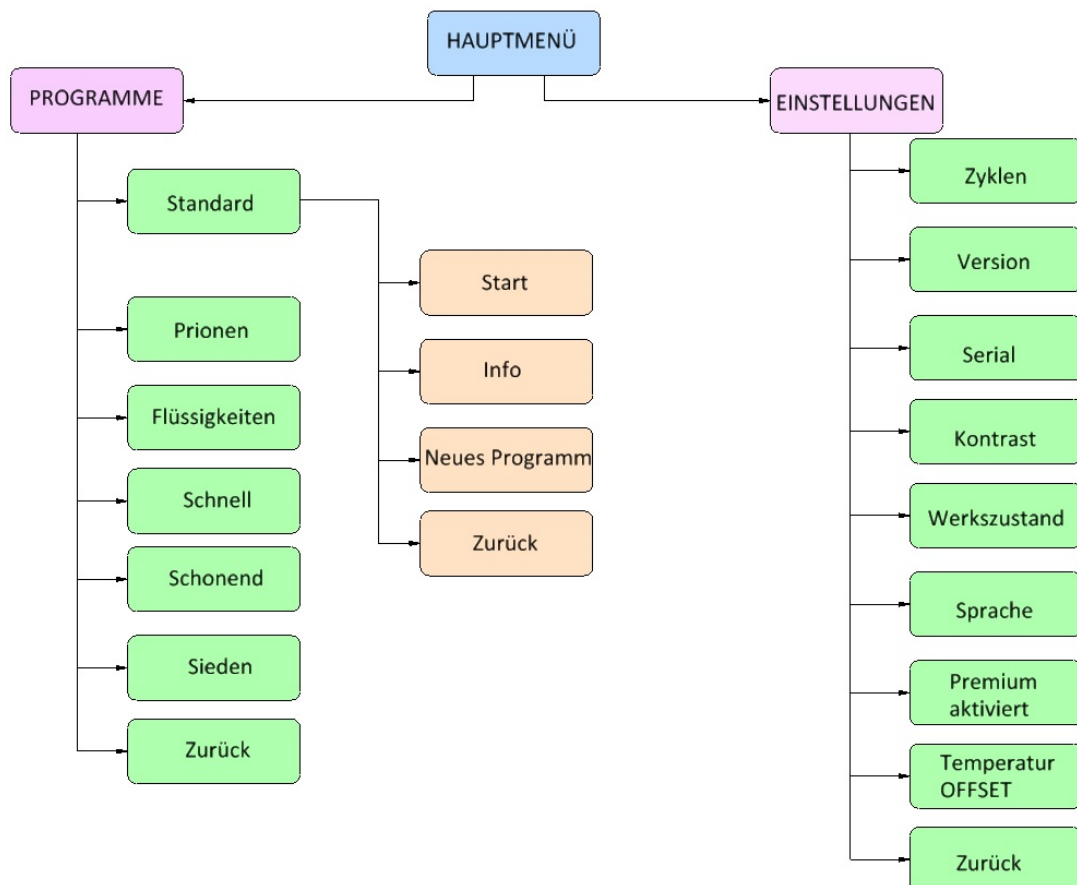 HAUPTMENÜ
PROGRAMME
Standard
Start
Info
Neues Programm
Zurück
Prionen
Flüssigkeiten
Schnell
Schonend
Sieden
Zurück
EINSTELLUNGEN
Zyklen
Version
Serial
Kontrast
Werkszustand
Sprache
Premium
aktiviert
Temperatur
OFFSET
Zurück